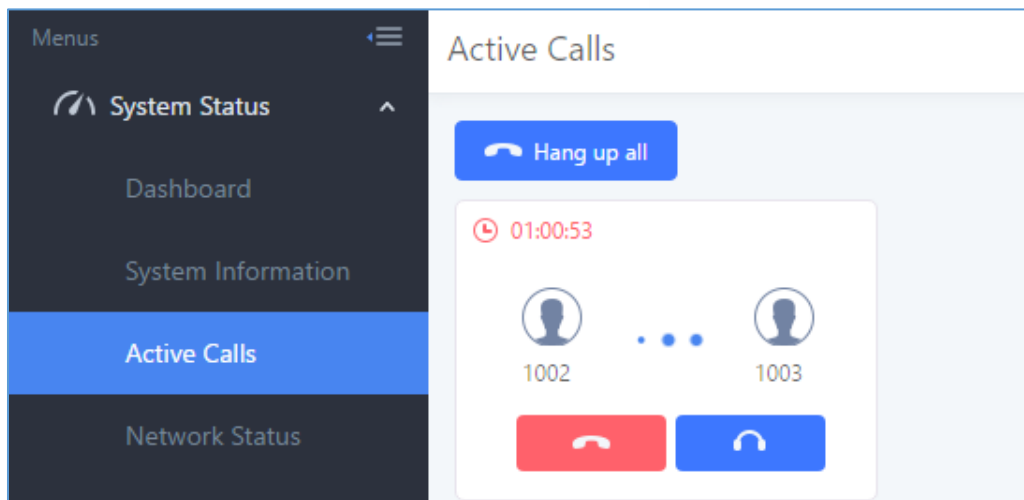 Menus
System Status
Dashboard
System Information
Active Calls
Network Status
Active Calls
Hang up all
01:00:53
1002
1003